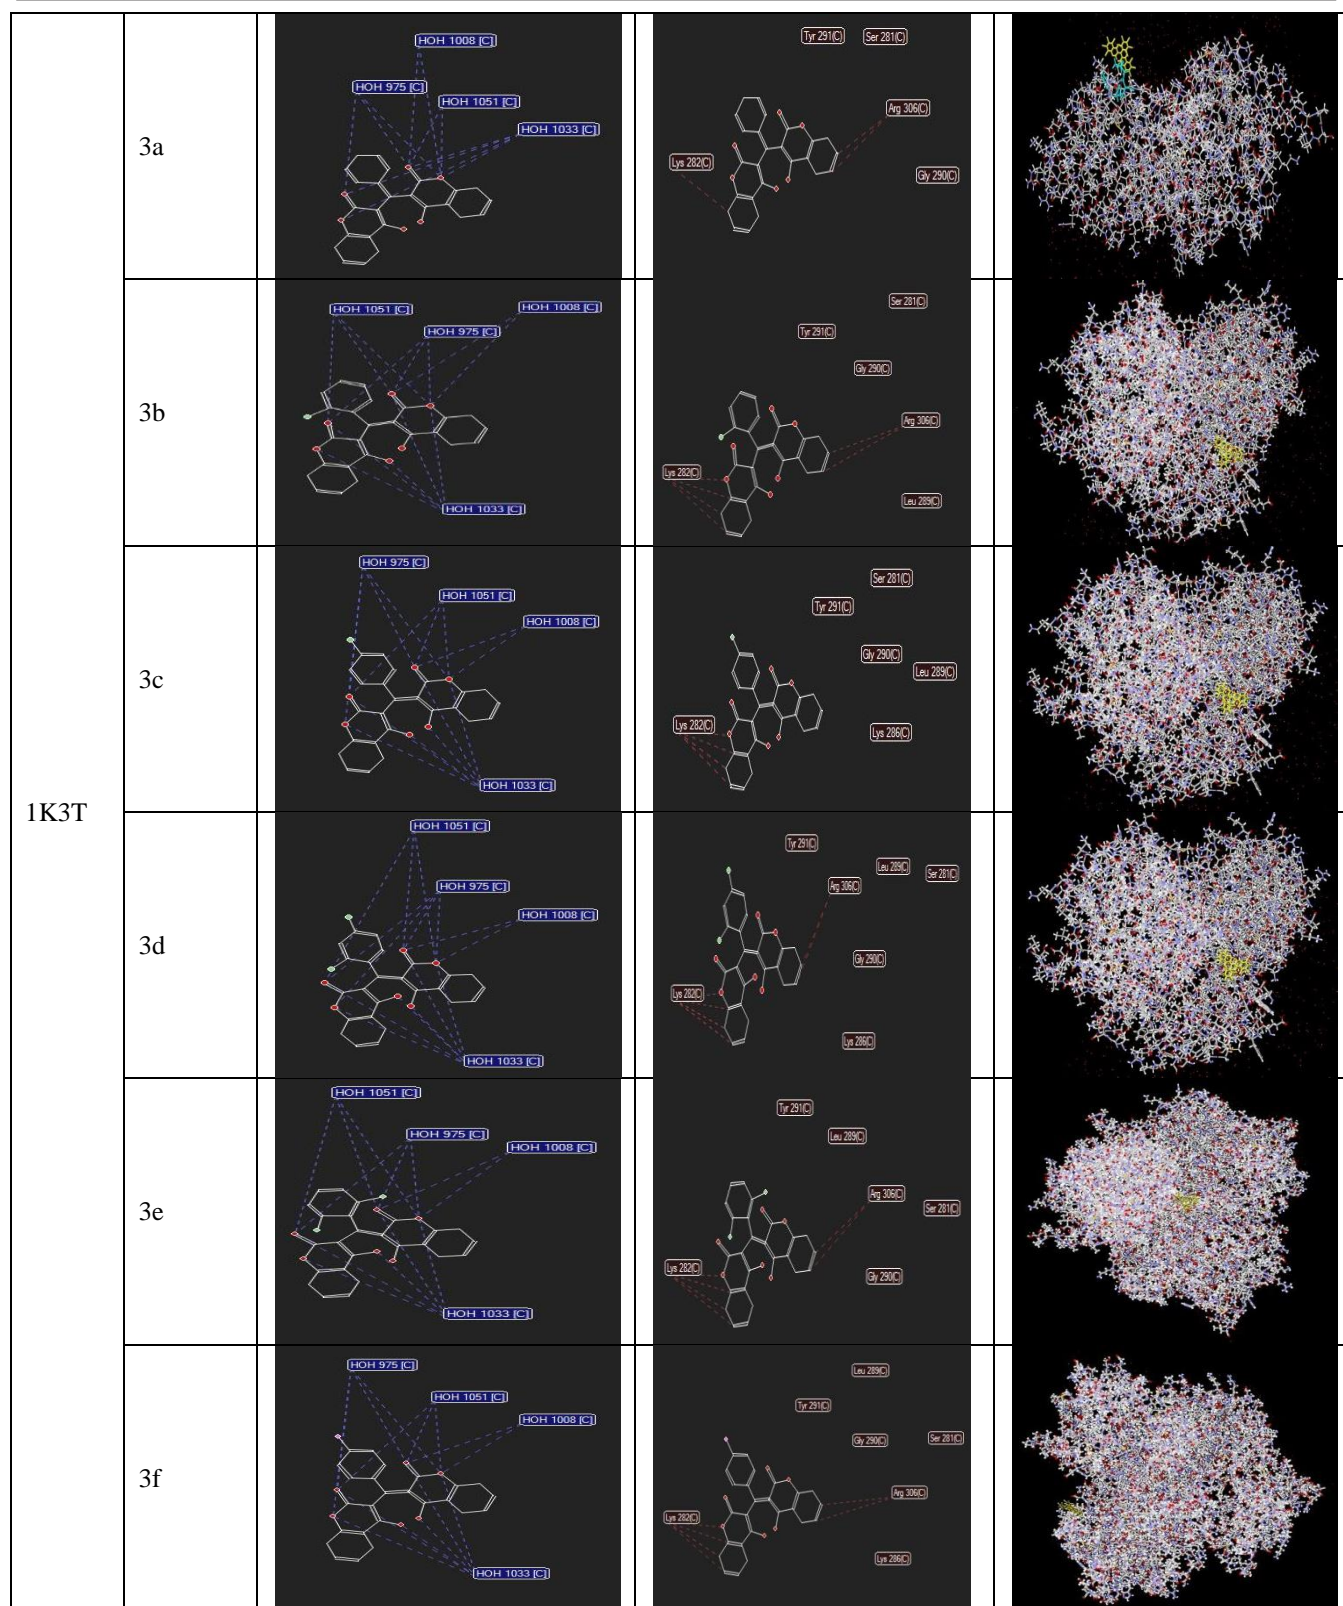 3a
HOH 1008 [C]
HOH 975 [C]
HOH 1051 [C]
HOH 1033 [C]
Tyr 291(C)
Ser 281(C)
Arg 306(C)
Lys 282(C)
Gly 290(C)
3b
HOH 1051 [C]
HOH 1008 [C]
HOH 975 [C]
HOH 1033 [C]
Ser 281(C)
Tyr 291(C)
Gly 290(C)
Arg 306(C)
Lys 282(C)
Leu 289(C)
3c
HOH 975 [C]
HOH 1051 [C]
HOH 1008 [C]
HOH 1033 [C]
Ser 281(C)
Tyr 291(C)
Gly 290(C)
Leu 289(C)
Lys 282(C)
Lys 286(C)
1K3T
3d
HOH 1051 [C]
HOH 975 [C]
HOH 1008 [C]
HOH 1033 [C]
Tyr 291(C)
Leu 289(C)
Ser 281(C)
Arg 306(C)
Gly 290(C)
Lys 282(C)
Lys 286(C)
3e
HOH 1051 [C]
HOH 975 [C]
HOH 1008 [C]
HOH 1033 [C]
Tyr 291(C)
Leu 289(C)
Arg 306(C)
Ser 281(C)
Lys 282(C)
Gly 290(C)
3f
HOH 975 [C]
HOH 1051 [C]
HOH 1008 [C]
HOH 1033 [C]
Leu 289(C)
Tyr 291(C)
Gly 290(C)
Ser 281(C)
Arg 306(C)
Lys 282(C)
Lys 286(C)